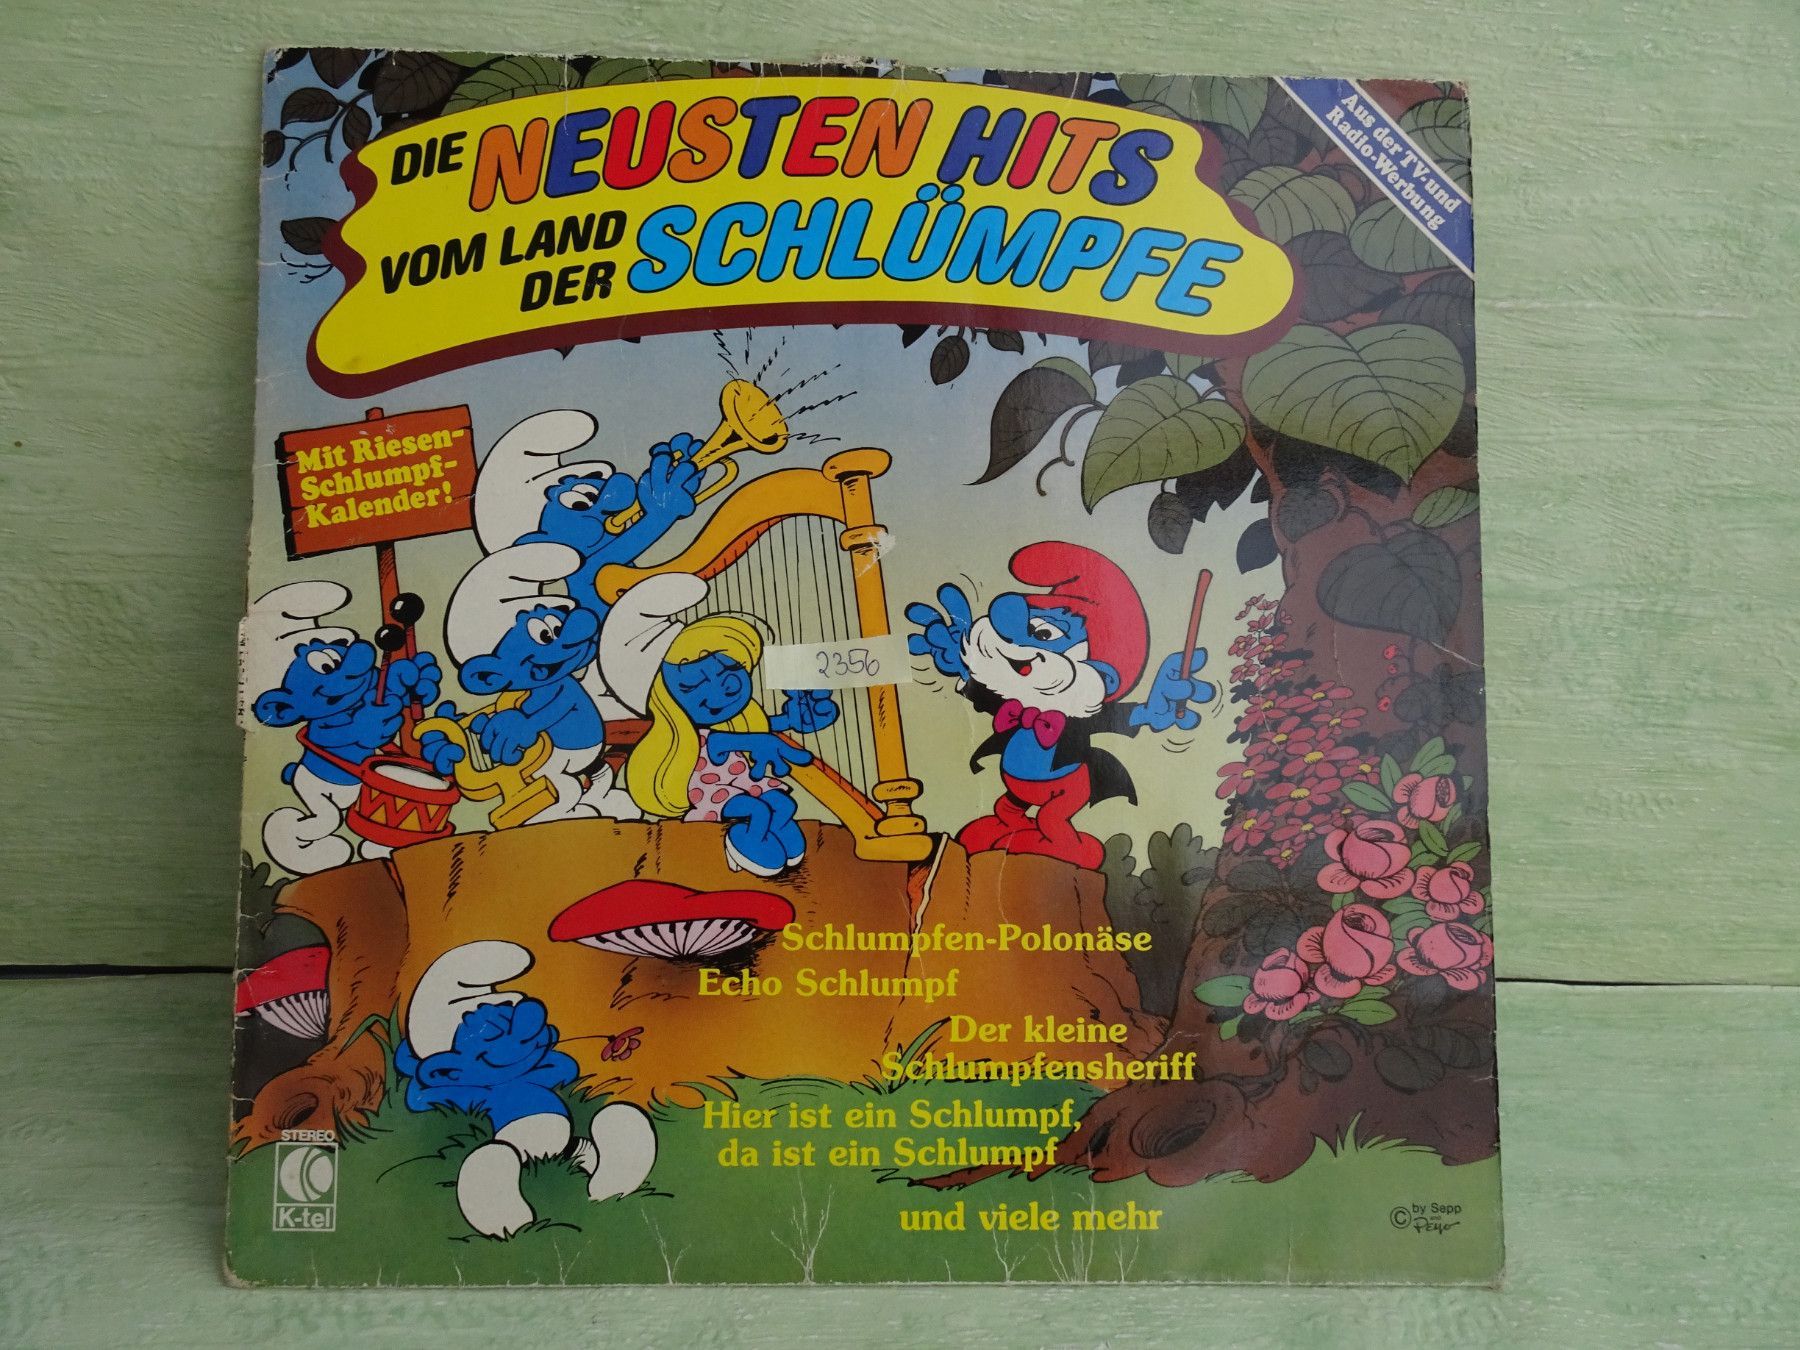 DIE NEUSTEN HITS
VOM LAND
DER SCHLÜMPFE
Aus der TV- und
Radio-Werbung
Mit Riesen-
Schlumpf-
Kalender!
2356
Schlumpfen-Polonäse
Echo Schlumpf
Der kleine
Schlumpfensheriff
Hier ist ein Schlumpf,
da ist ein Schlumpf
und viele mehr
STEREO
K-tel
© by Sepp
and
Peyo